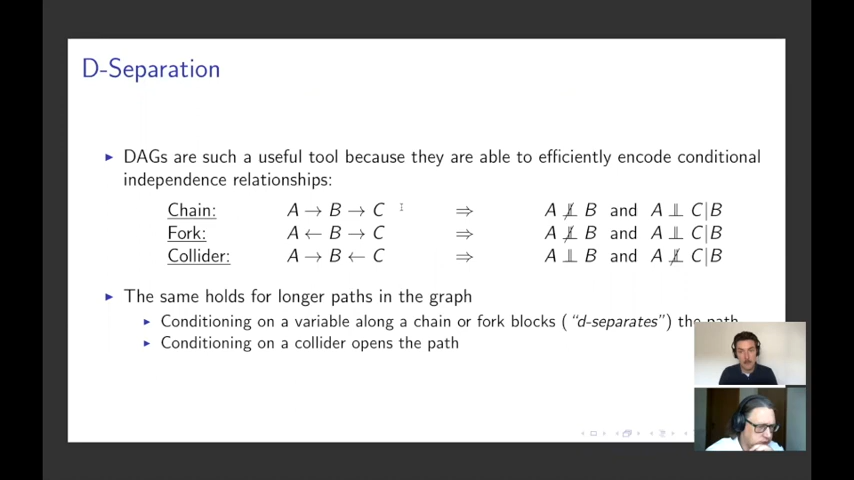 D-Separation
▶ DAGs are such a useful tool because they are able to efficiently encode conditional
independence relationships:
Chain: A → B → C ⇒ A ⊥̸⊥ B and A ⊥⊥ C|B
Fork: A ← B → C ⇒ A ⊥̸⊥ B and A ⊥⊥ C|B
Collider: A → B ← C ⇒ A ⊥⊥ B and A ⊥̸⊥ C|B
▶ The same holds for longer paths in the graph
▶ Conditioning on a variable along a chain or fork blocks ("d-separates") the path
▶ Conditioning on a collider opens the path